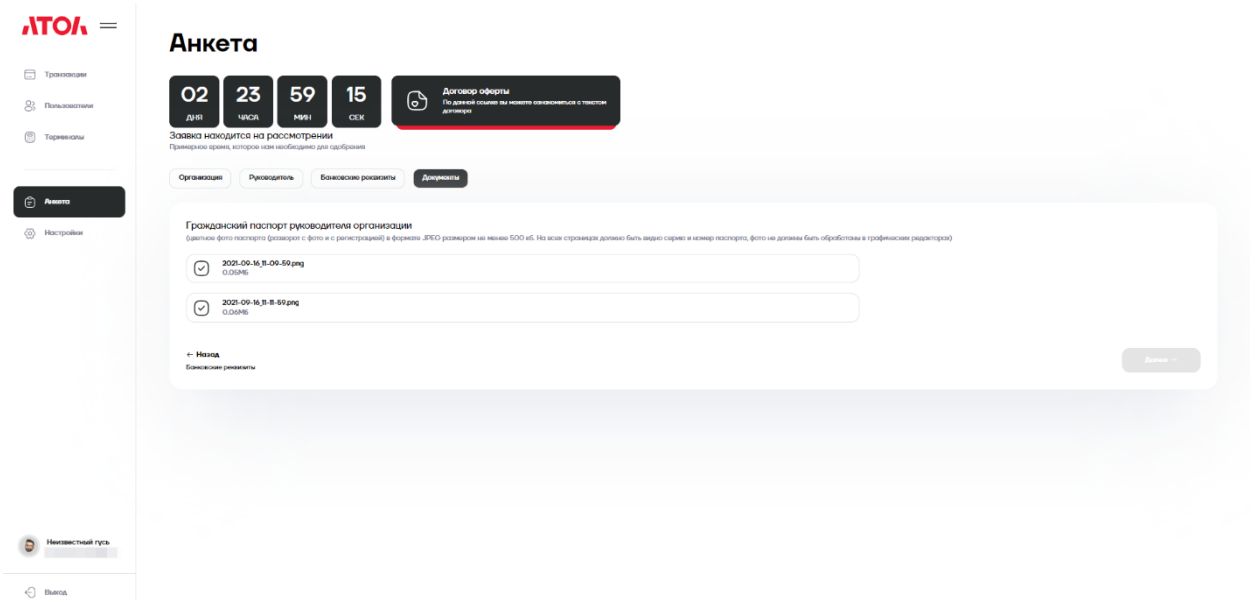 АТОЛ
Транзакции
Пользователи
Терминалы
Анкета
Настройки
Неизвестный гусь
Выход
Анкета
02 ДНЯ
23 ЧАСА
59 МИН
15 СЕК
Договор оферты
По данной ссылке вы можете ознакомиться с текстом
договора
Заявка находится на рассмотрении
Примерное время, которое нам необходимо для одобрения
Организация
Руководитель
Банковские реквизиты
Документы
Гражданский паспорт руководителя организации
(цветное фото паспорта (разворот с фото и с регистрацией) в формате JPEG размером не менее 500 кб. На всех страницах должно быть видно серию и номер паспорта, фото не должны быть обработаны в графических редакторах)
2021-09-16_11-09-59.png
0.05Мб
2021-09-16_11-11-59.png
0.06Мб
← Назад
Банковские реквизиты
Далее →